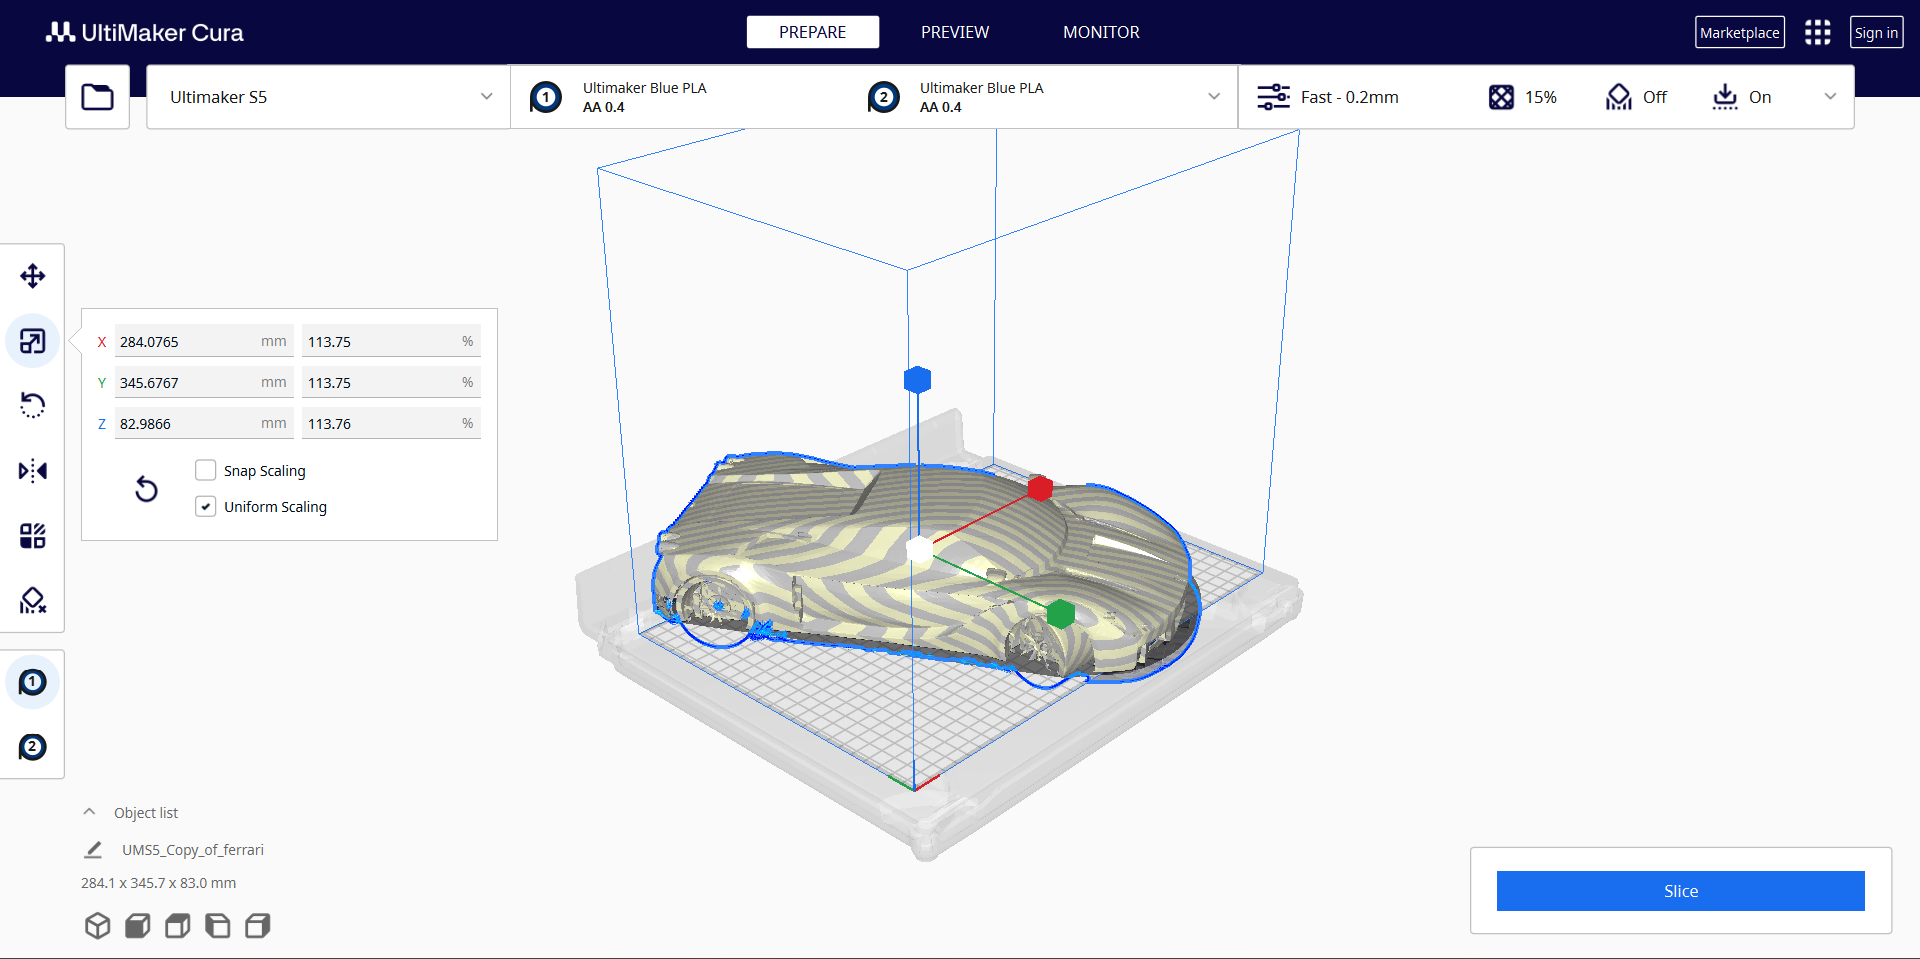 UltiMaker Cura
PREPARE
PREVIEW
MONITOR
Marketplace
Sign in
Ultimaker S5
1
Ultimaker Blue PLA
AA 0.4
2
Ultimaker Blue PLA
AA 0.4
Fast - 0.2mm
15%
Off
On
X 284.0765 mm 113.75 %
Y 345.6767 mm 113.75 %
Z 82.9866 mm 113.76 %
Snap Scaling
Uniform Scaling
1
2
Object list
UMS5_Copy_of_ferrari
284.1 x 345.7 x 83.0 mm
Slice